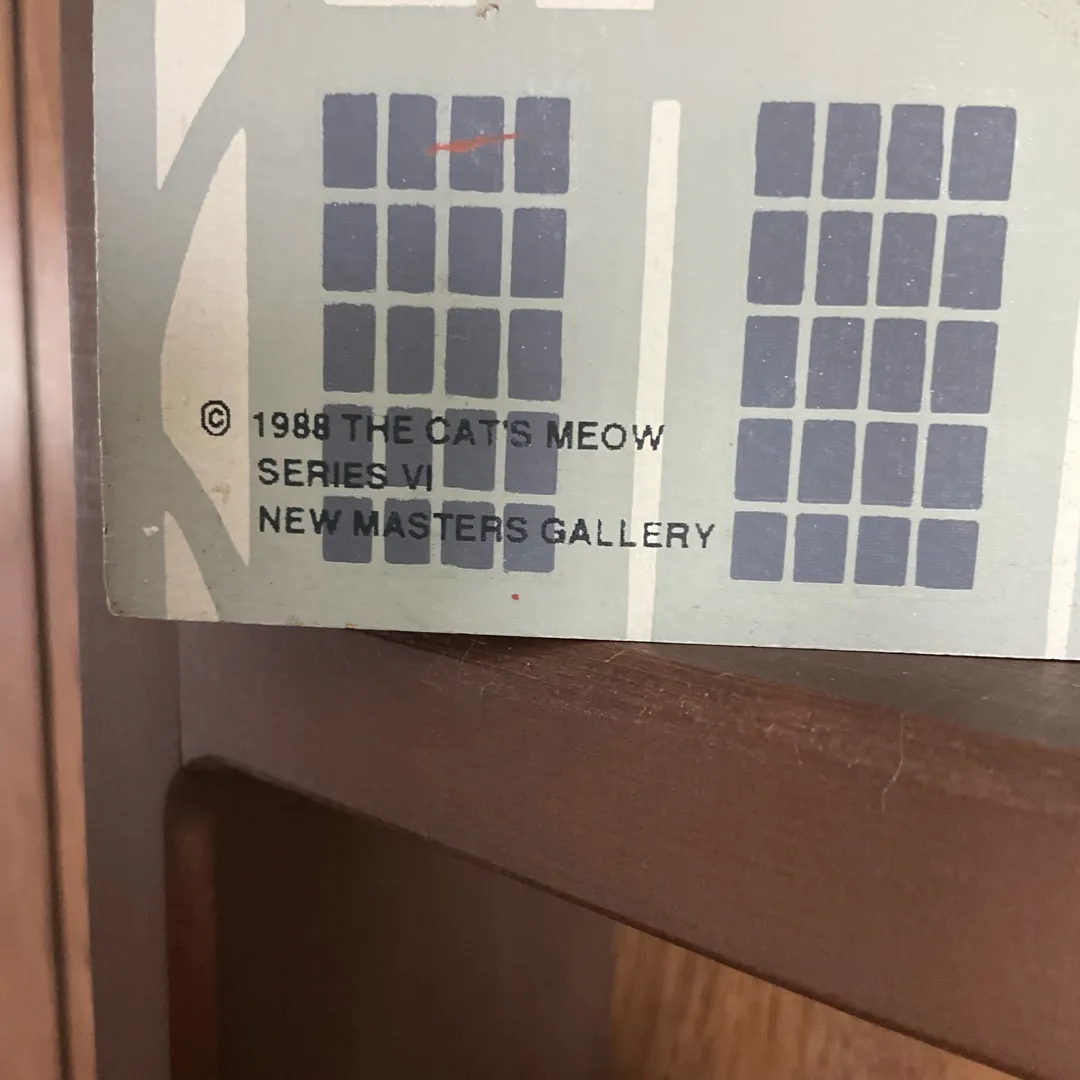 © 1988 THE CAT'S MEOW
SERIES VI
NEW MASTERS GALLERY